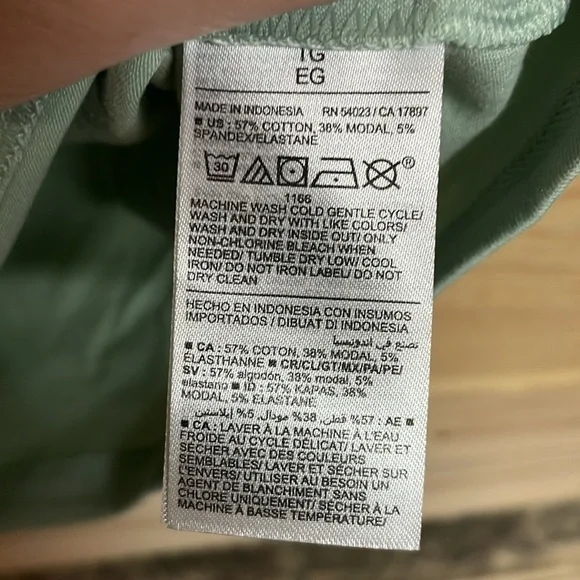 TG
EG
MADE IN INDONESIA RN 54023 / CA 17897
■ US : 57% COTTON, 38% MODAL, 5%
SPANDEX/ELASTANE
30 ®
1166
MACHINE WASH COLD GENTLE CYCLE/
WASH AND DRY WITH LIKE COLORS/
WASH AND DRY INSIDE OUT/ ONLY
NON-CHLORINE BLEACH WHEN
NEEDED/ TUMBLE DRY LOW/ COOL
IRON/ DO NOT IRON LABEL/ DO NOT
DRY CLEAN
HECHO EN INDONESIA CON INSUMOS
IMPORTADOS / DIBUAT DI INDONESIA
صنع في اندونيسيا
■ CA : 57% COTON, 38% MODAL, 5%
ÉLASTHANNE ■ CR/CL/GT/MX/PA/PE/
SV : 57% algodón, 38% modal, 5%
elastano ■ ID : 57% KAPAS, 38%
MODAL, 5% ELASTANE
■ AE : 57% قطن, 38% مودال, 5% إيلاستين
■ CA : LAVER À LA MACHINE À L'EAU
FROIDE AU CYCLE DÉLICAT/ LAVER ET
SÉCHER AVEC DES COULEURS
SEMBLABLES/ LAVER ET SÉCHER SUR
L'ENVERS/ UTILISER AU BESOIN UN
AGENT DE BLANCHIMENT SANS
CHLORE UNIQUEMENT/ SÉCHER À LA
MACHINE À BASSE TEMPÉRATURE/